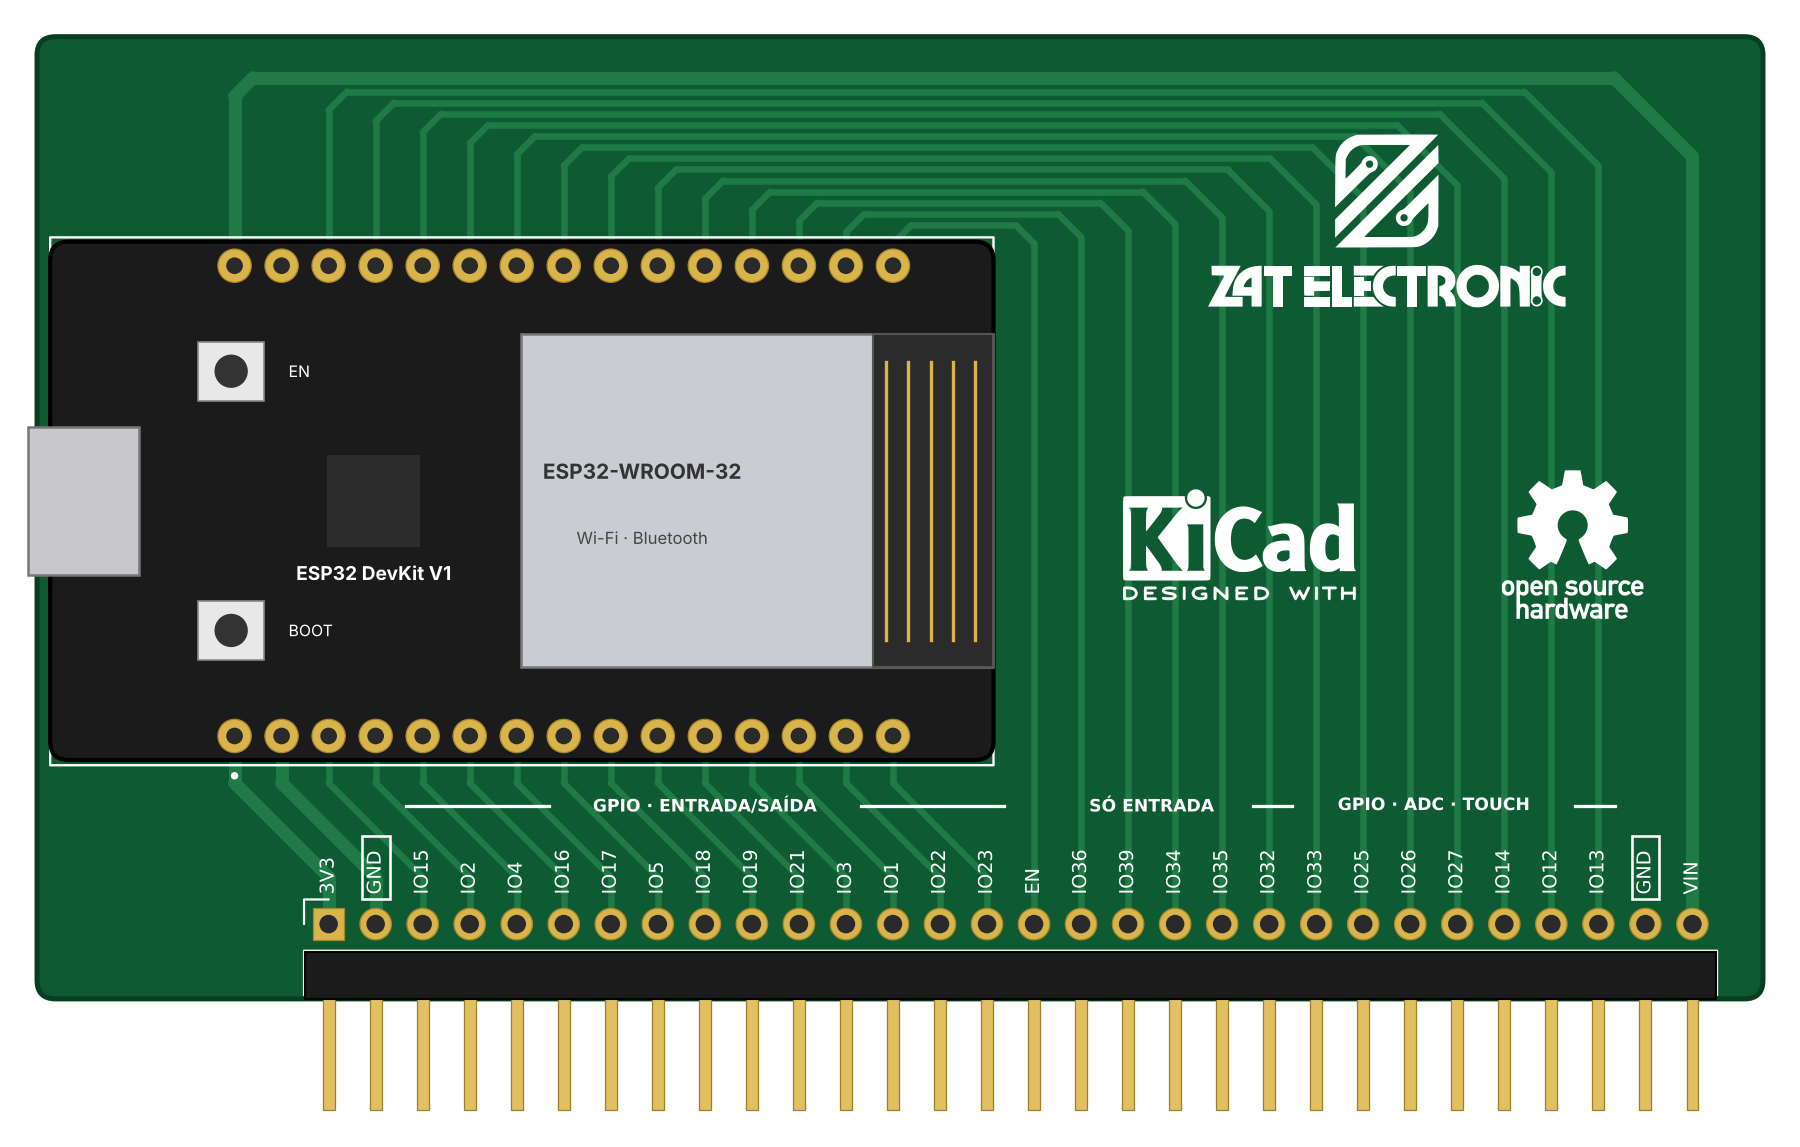 ZAT ELECTRONIC
EN
ESP32-WROOM-32
Wi-Fi · Bluetooth
ESP32 DevKit V1
BOOT
KiCad
DESIGNED WITH
open source
hardware
GPIO · ENTRADA/SAÍDA
SÓ ENTRADA
GPIO · ADC · TOUCH
3V3
GND
IO15
IO2
IO4
IO16
IO17
IO5
IO18
IO19
IO21
IO3
IO1
IO22
IO23
EN
IO36
IO39
IO34
IO35
IO32
IO33
IO25
IO26
IO27
IO14
IO12
IO13
GND
VIN